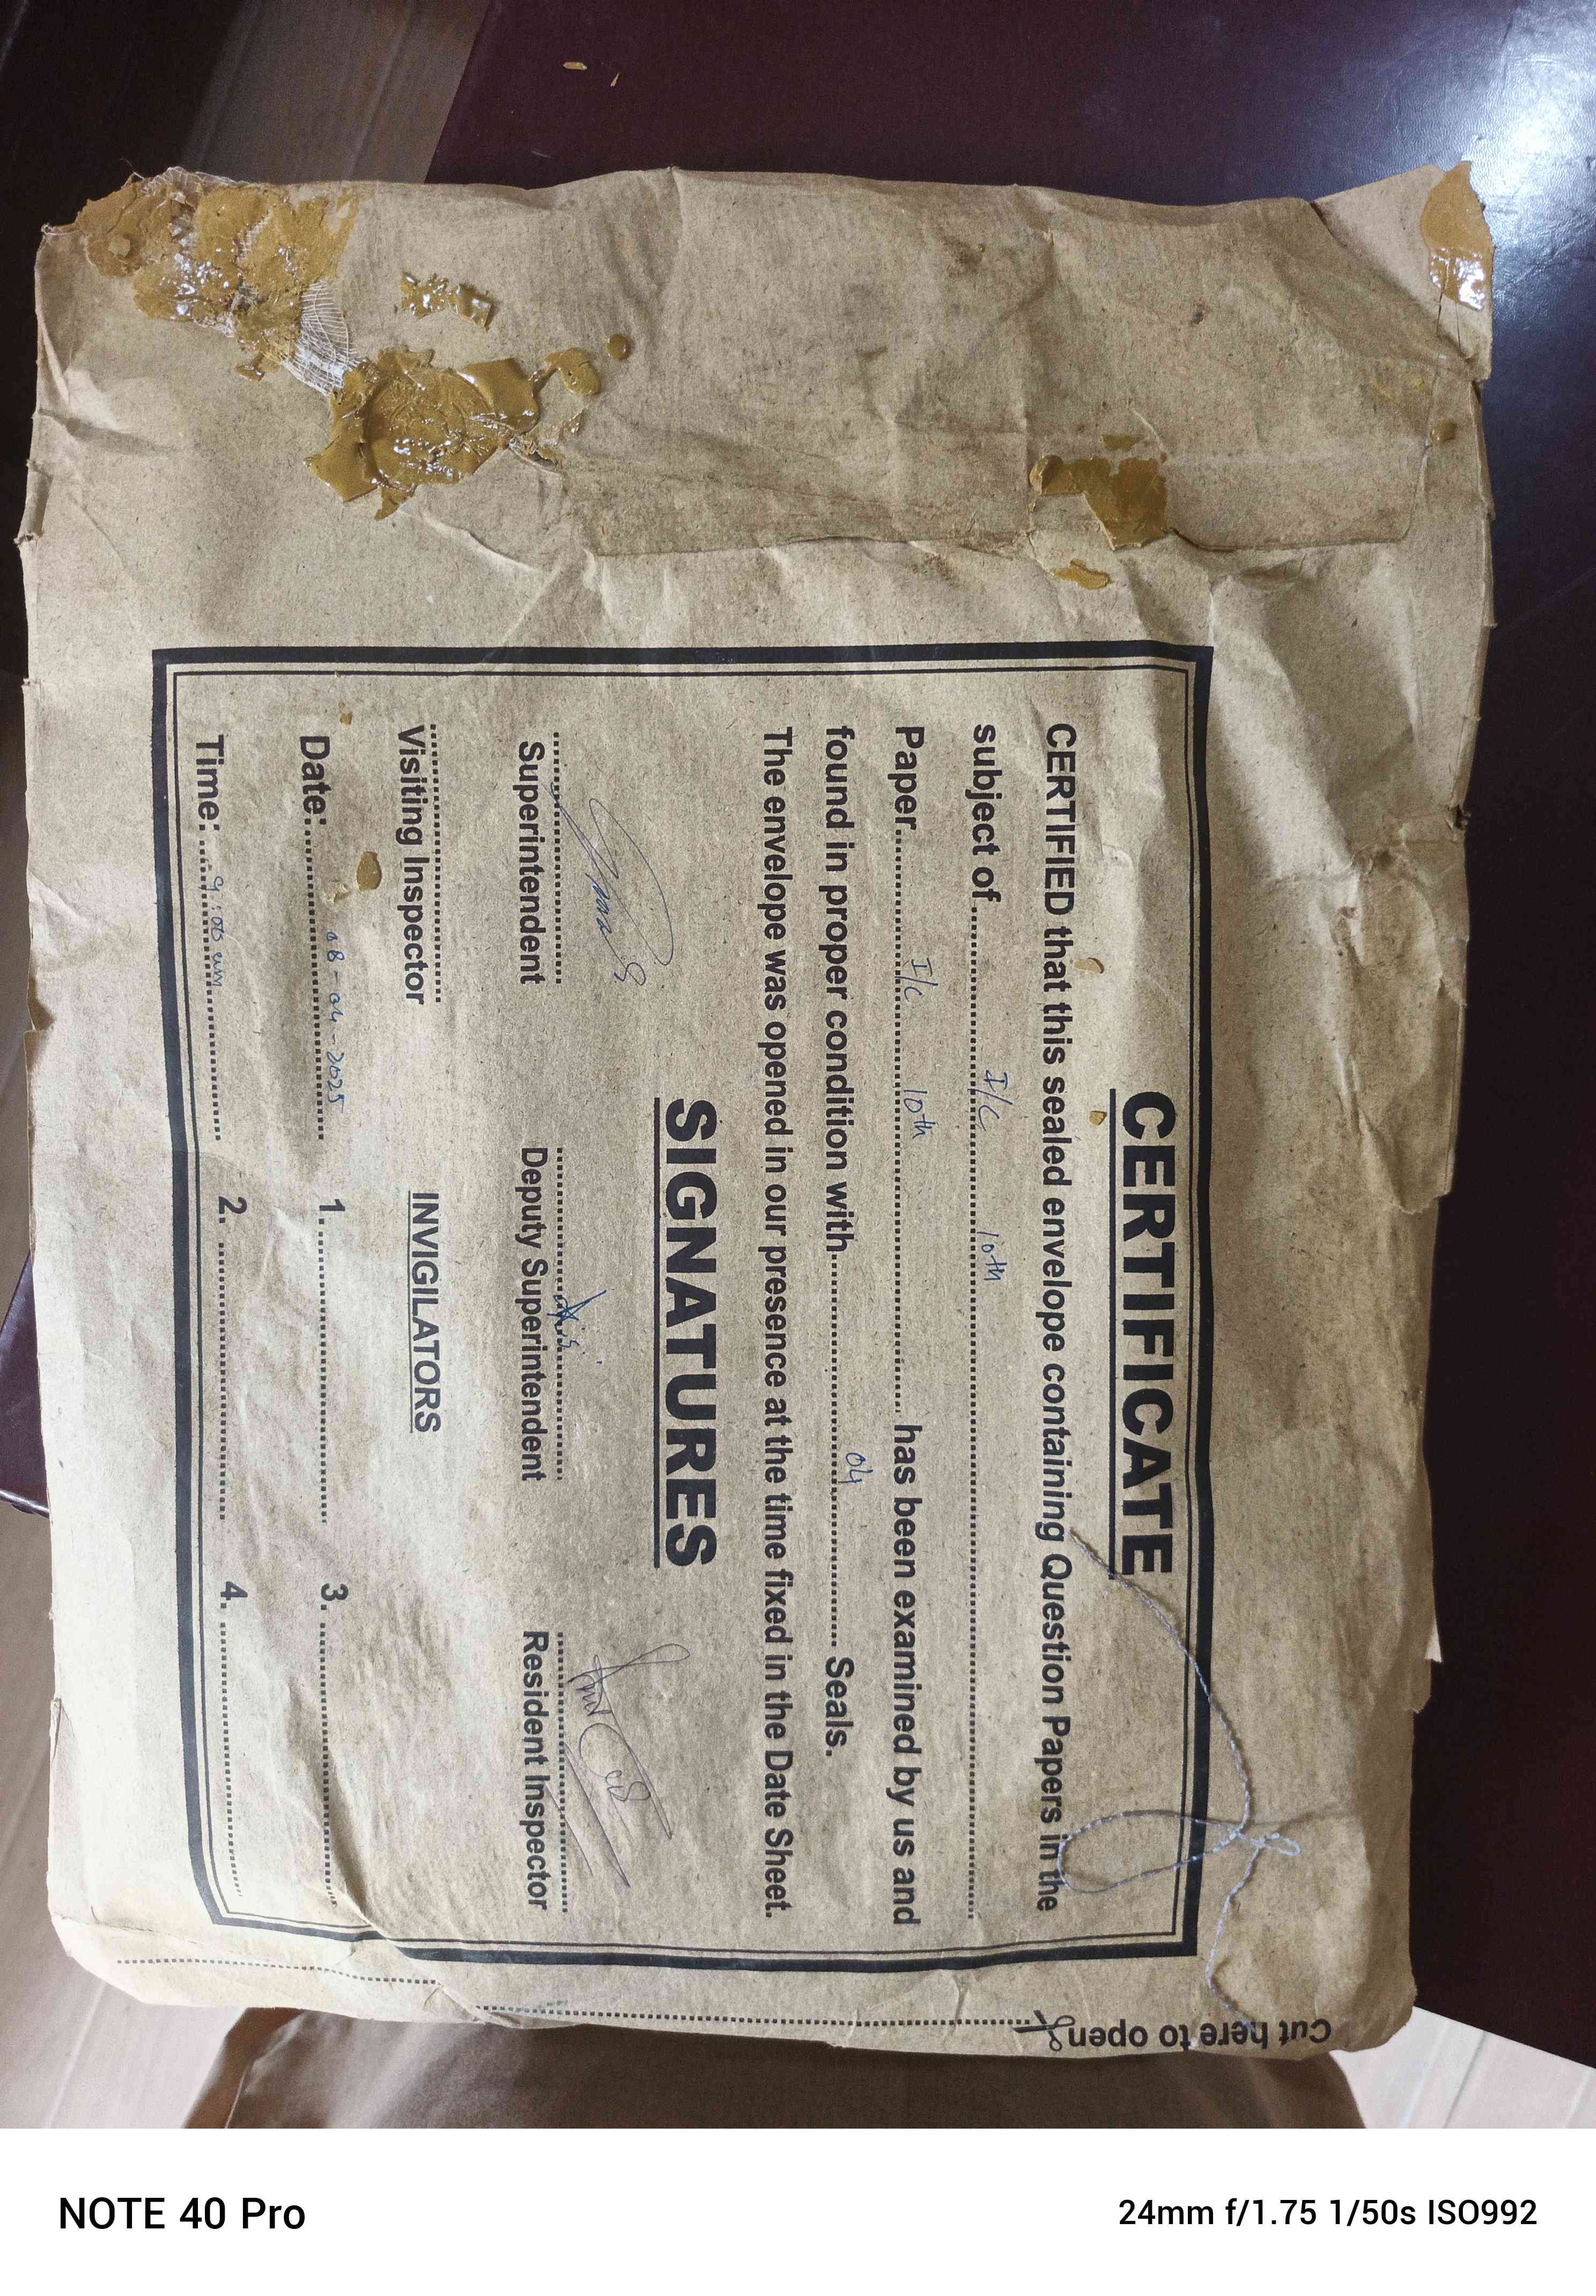 CERTIFICATE
CERTIFIED that this sealed envelope containing Question Papers in the
subject of I/C 10th
Paper I/C 10th has been examined by us and
found in proper condition with 04 Seals.
The envelope was opened in our presence at the time fixed in the Date Sheet.
SIGNATURES
Superintendent Deputy Superintendent Resident Inspector
Visiting Inspector INVIGILATORS
Date: 08-04-2025 1. 3.
Time: 9:00 am 2. 4.
Cut here to open
NOTE 40 Pro 24mm f/1.75 1/50s ISO992